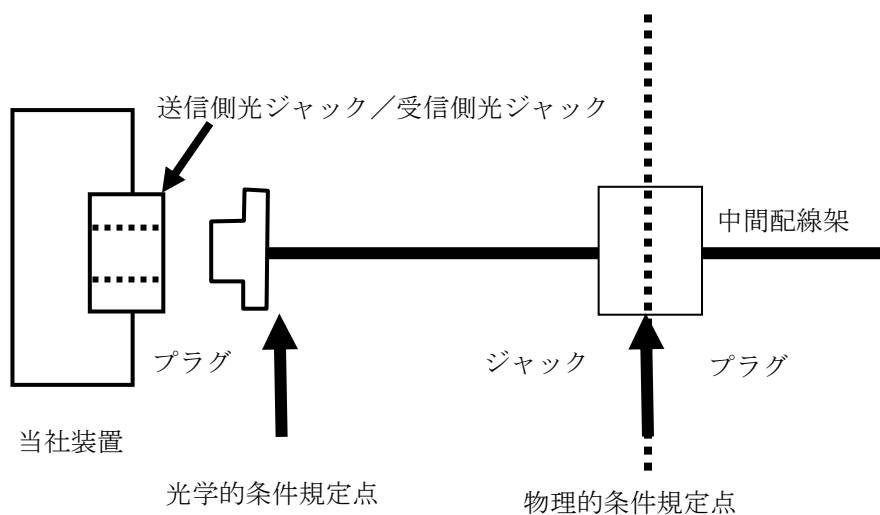 送信側光ジャック／受信側光ジャック
中間配線架
プラグ
ジャック
プラグ
当社装置
光学的条件規定点
物理的条件規定点